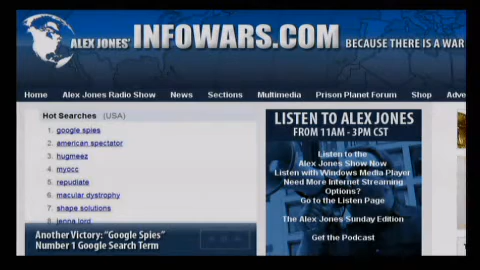 ALEX JONES' INFOWARS.COM BECAUSE THERE IS A WAR
Home Alex Jones Radio Show News Sections Multimedia Prison Planet Forum Shop Adve
Hot Searches (USA)
1. google spies
2. american spectator
3. hugmeez
4. myocc
5. repudiate
6. macular dystrophy
7. shape solutions
8. jenna lord
Another Victory: "Google Spies"
Number 1 Google Search Term
LISTEN TO ALEX JONES
FROM 11AM - 3PM CST
Listen to the
Alex Jones Show Now
Listen with Windows Media Player
Need More Internet Streaming
Options?
Go to the Listen Page
The Alex Jones Sunday Edition
Get the Podcast